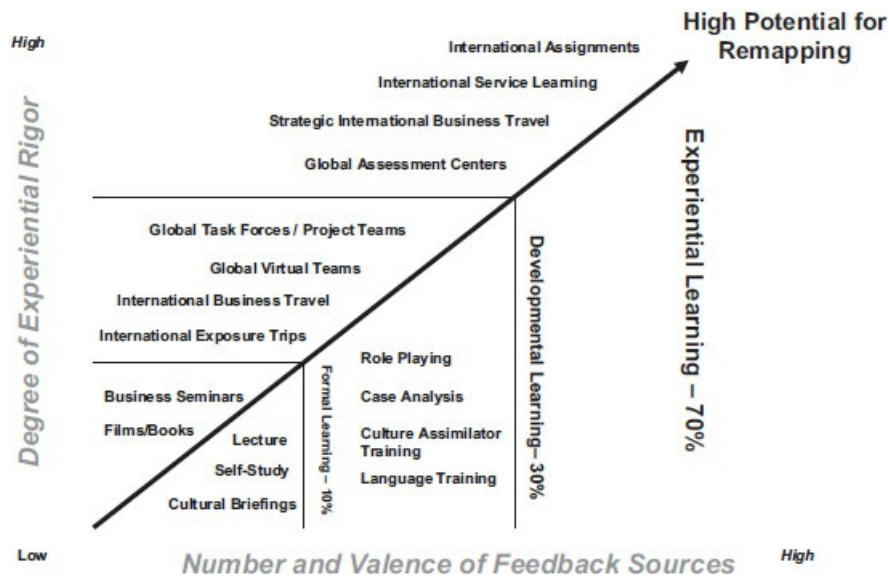 High Potential for
Remapping
High
International Assignments
International Service Learning
Strategic International Business Travel
Global Assessment Centers
Degree of Experiential Rigor
Experiential Learning – 70%
Global Task Forces / Project Teams
Global Virtual Teams
International Business Travel
International Exposure Trips
Developmental Learning– 30%
Role Playing
Case Analysis
Culture Assimilator
Training
Language Training
Formal Learning – 10%
Business Seminars
Films/Books
Lecture
Self-Study
Cultural Briefings
Low
Number and Valence of Feedback Sources
High